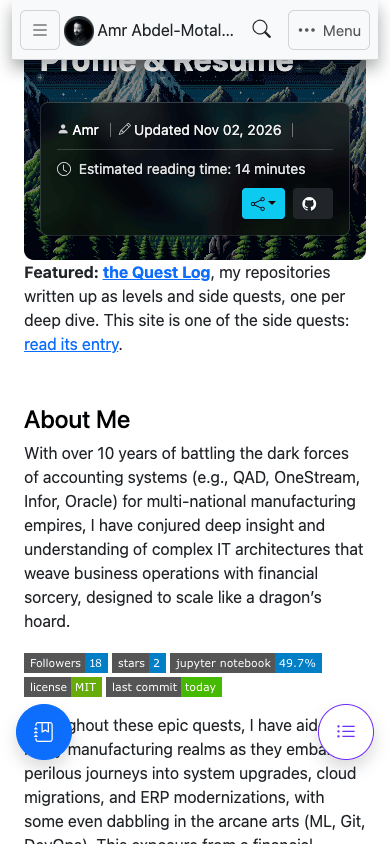 Amr Abdel-Motal...
Menu
Profile & Resume
Amr
Updated Nov 02, 2026
Estimated reading time: 14 minutes
Featured: the Quest Log, my repositories
written up as levels and side quests, one per
deep dive. This site is one of the side quests:
read its entry.
About Me
With over 10 years of battling the dark forces
of accounting systems (e.g., QAD, OneStream,
Infor, Oracle) for multi-national manufacturing
empires, I have conjured deep insight and
understanding of complex IT architectures that
weave business operations with financial
sorcery, designed to scale like a dragon’s
hoard.
Followers 18 stars 2 jupyter notebook 49.7%
license MIT last commit today
ghout these epic quests, I have aid
manufacturing realms as they emba
perilous journeys into system upgrades, cloud
migrations, and ERP modernizations, with
some even dabbling in the arcane arts (ML, Git,
DevOps). This exposure from a financial